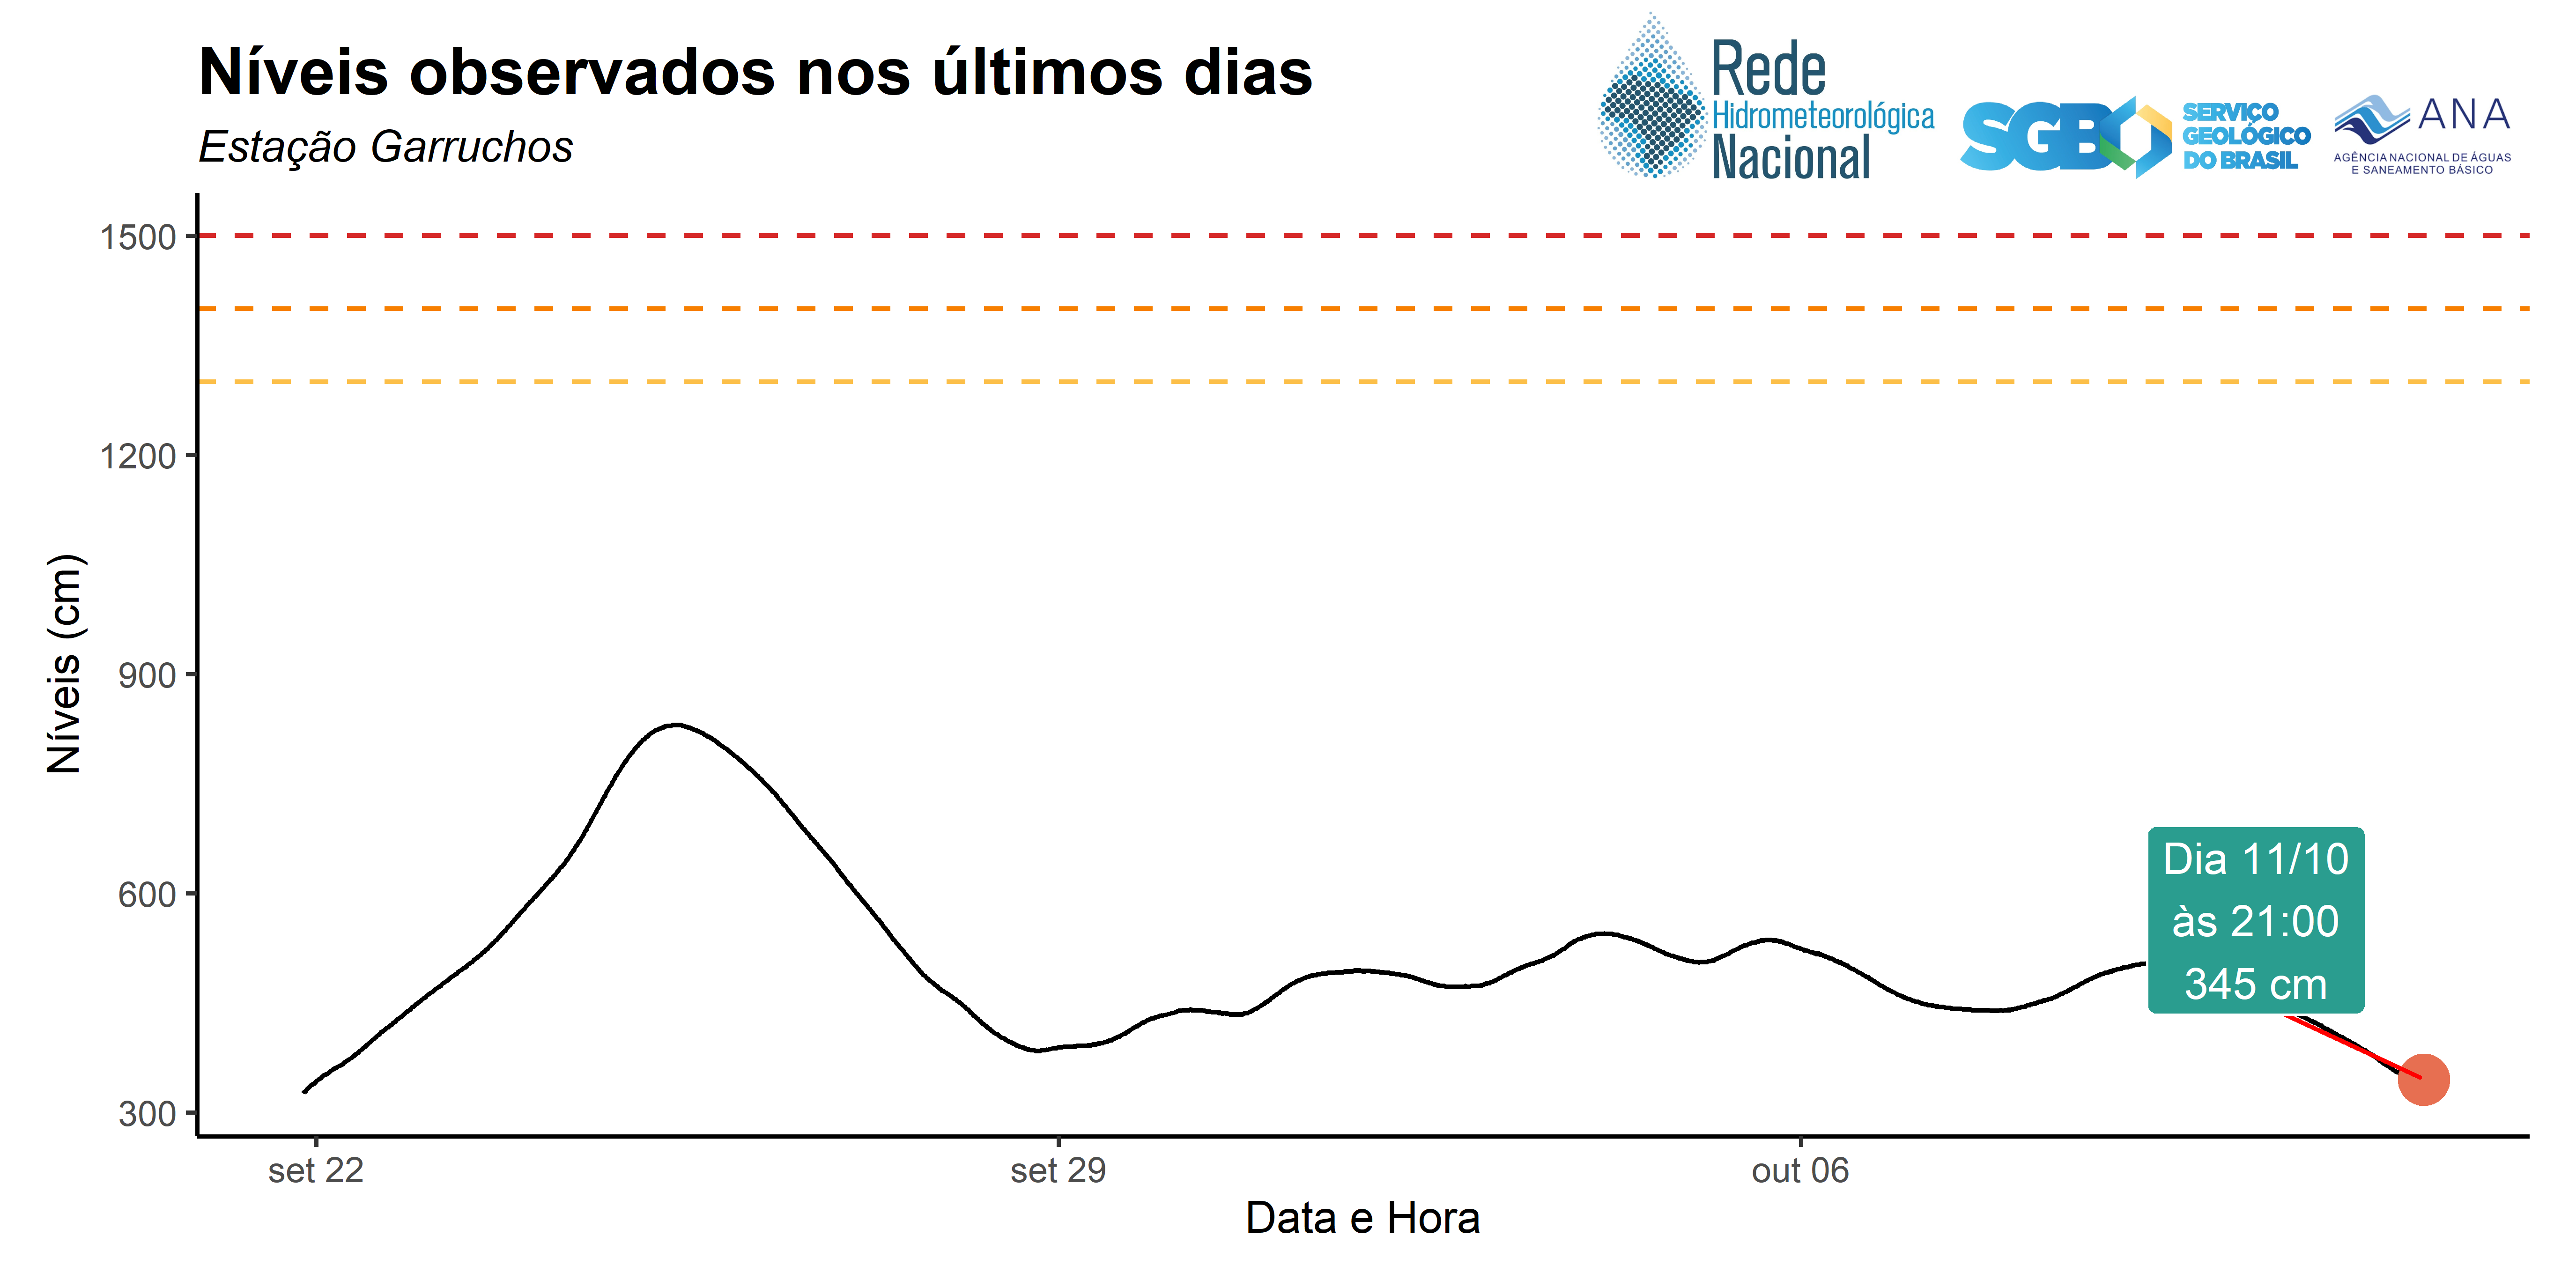 Níveis observados nos últimos dias
Estação Garruchos
Rede
Hidrometeorológica
Nacional
SGB
SERVIÇO
GEOLÓGICO
DO BRASIL
ANA
AGÊNCIA NACIONAL DE ÁGUAS
E SANEAMENTO BÁSICO
Níveis (cm)
1500
1200
900
600
300
Dia 11/10
às 21:00
345 cm
set 22
set 29
out 06
Data e Hora